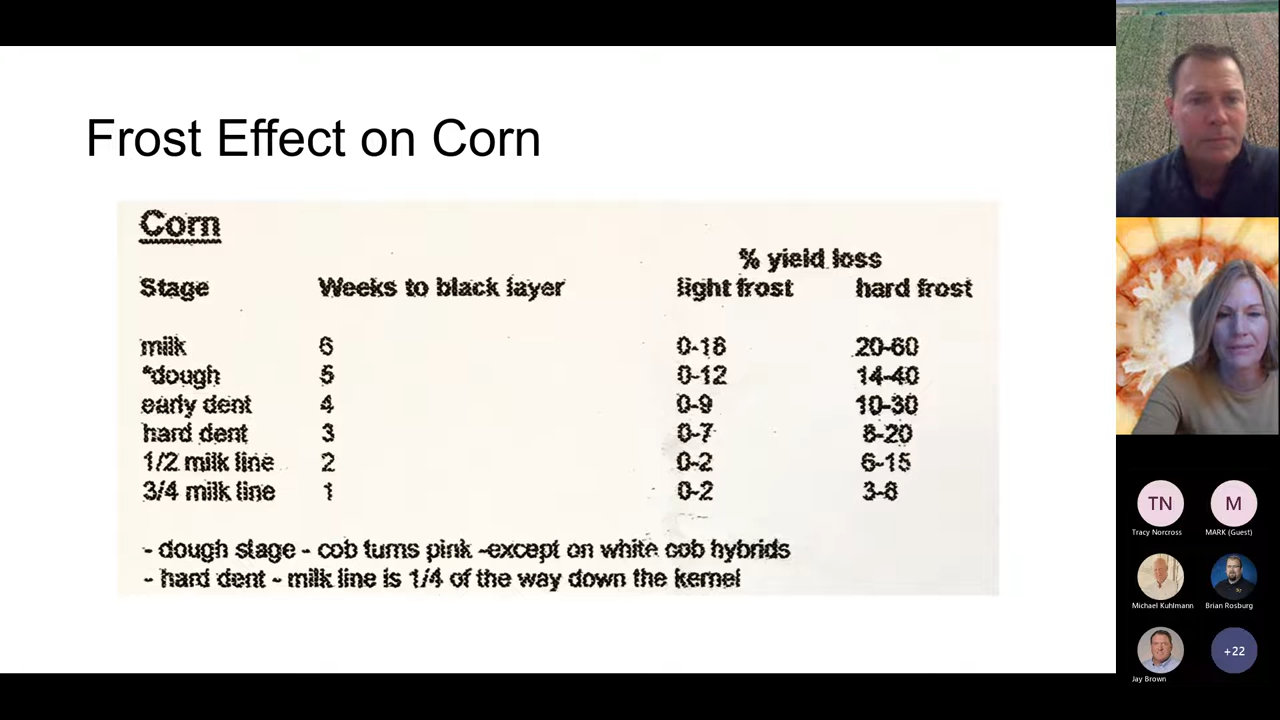 Frost Effect on Corn
Corn
% yield loss
Stage Weeks to black layer light frost hard frost
milk 6 0-16 20-60
*dough 5 0-12 14-40
early dent 4 0-9 10-30
hard dent 3 0-7 8-20
1/2 milk line 2 0-2 6-15
3/4 milk line 1 0-2
- dough stage - cob turns pink -except on white cob hybrids
- hard dent - milk line is 1/4 of the way down the kernel
TN M
Tracy Norcross MARK (Guest)
Michael Kuhlmann Brian Rosburg
+22
Jay Brown